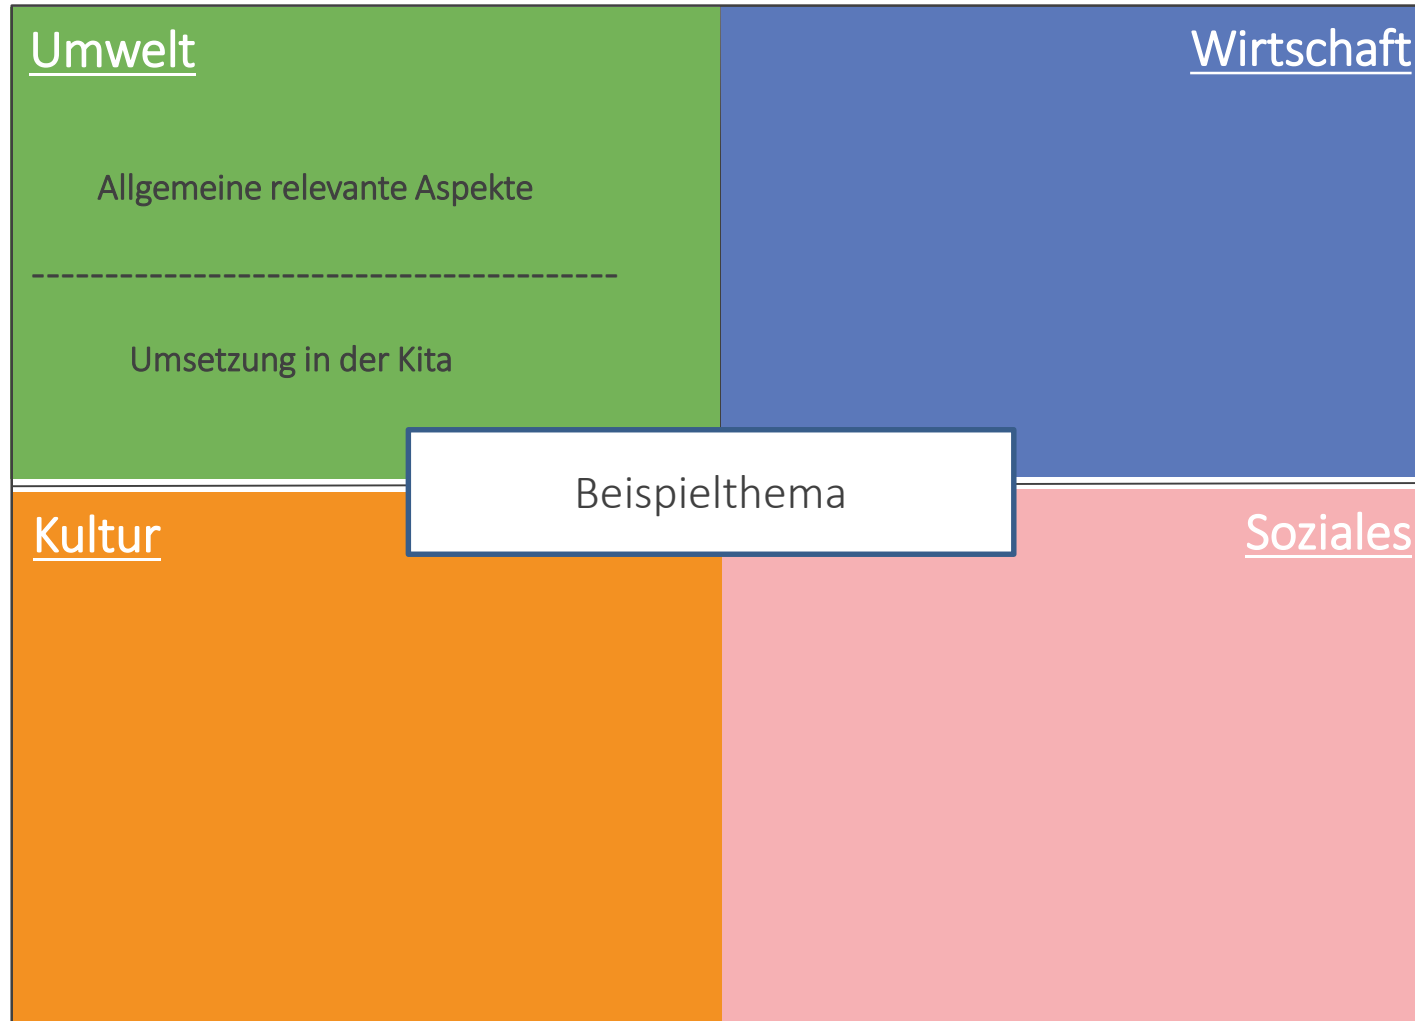 Umwelt
Wirtschaft
Allgemeine relevante Aspekte
----------------------------------------
Umsetzung in der Kita
Beispielthema
Kultur
Soziales